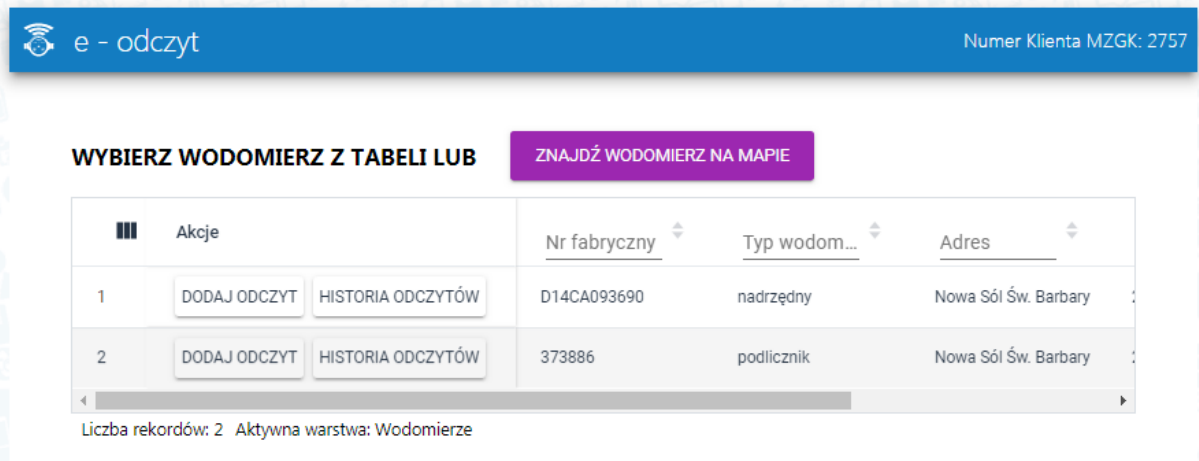 e - odczyt Numer Klienta MZGK: 2757
WYBIERZ WODOMIERZ Z TABELI LUB ZNAJDŹ WODOMIERZ NA MAPIE
Akcje Nr fabryczny Typ wodom... Adres
1 DODAJ ODCZYT HISTORIA ODCZYTÓW D14CA093690 nadrzędny Nowa Sól Św. Barbary
2 DODAJ ODCZYT HISTORIA ODCZYTÓW 373886 podlicznik Nowa Sól Św. Barbary
Liczba rekordów: 2 Aktywna warstwa: Wodomierze